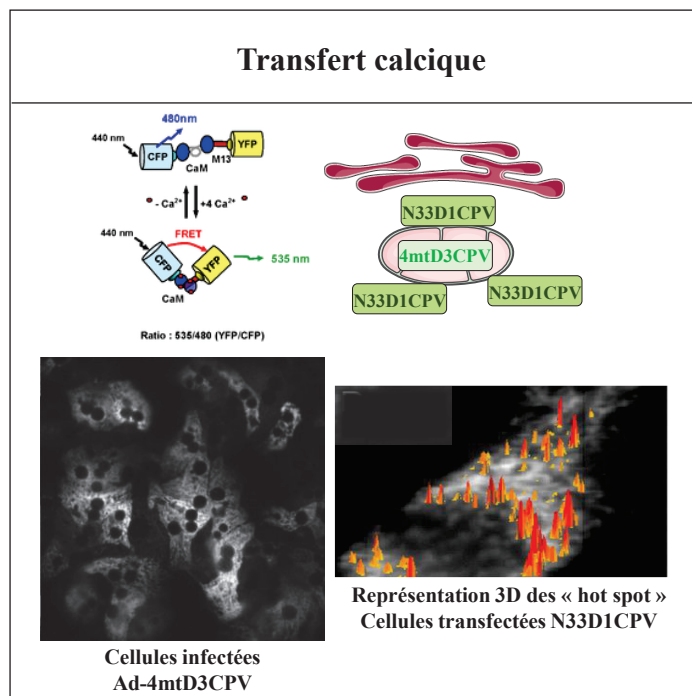 Transfert calcique
480nm
440 nm
CFP
CaM
M13
YFP
- Ca²⁺
+4 Ca²⁺
440 nm
FRET
CFP
YFP
535 nm
CaM
Ratio : 535/480 (YFP/CFP)
N33D1CPV
4mtD3CPV
N33D1CPV
N33D1CPV
Cellules infectées
Ad-4mtD3CPV
Représentation 3D des « hot spot »
Cellules transfectées N33D1CPV